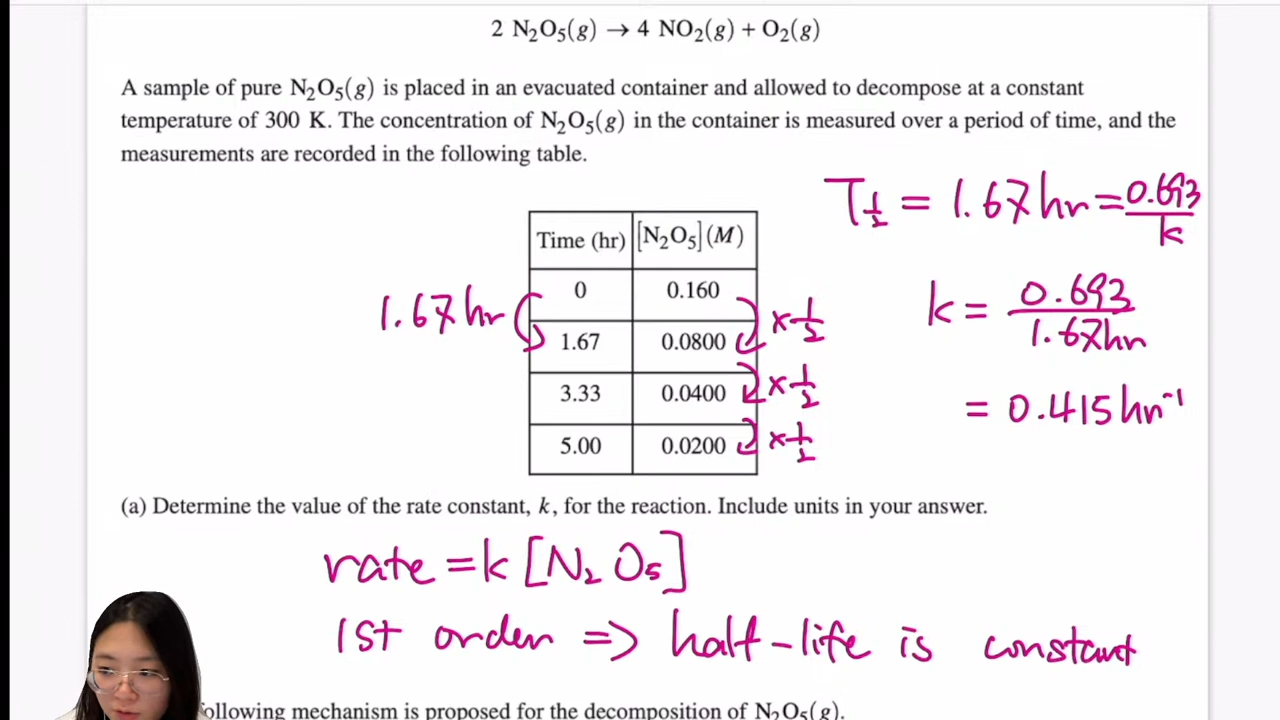 2 N₂O₅(g) → 4 NO₂(g) + O₂(g)
A sample of pure N₂O₅(g) is placed in an evacuated container and allowed to decompose at a constant
temperature of 300 K. The concentration of N₂O₅(g) in the container is measured over a period of time, and the
measurements are recorded in the following table.
T½ = 1.67hr = 0.693/k
Time (hr) [N₂O₅](M)
0 0.160
1.67hr
×½
k = 0.693/1.67hr
1.67 0.0800
3.33 0.0400
×½
= 0.415hr⁻¹
5.00 0.0200
×½
(a) Determine the value of the rate constant, k, for the reaction. Include units in your answer.
rate = k[N₂O₅]
1st order => half-life is constant
ollowing mechanism is proposed for the decomposition of N₂O₅(g).